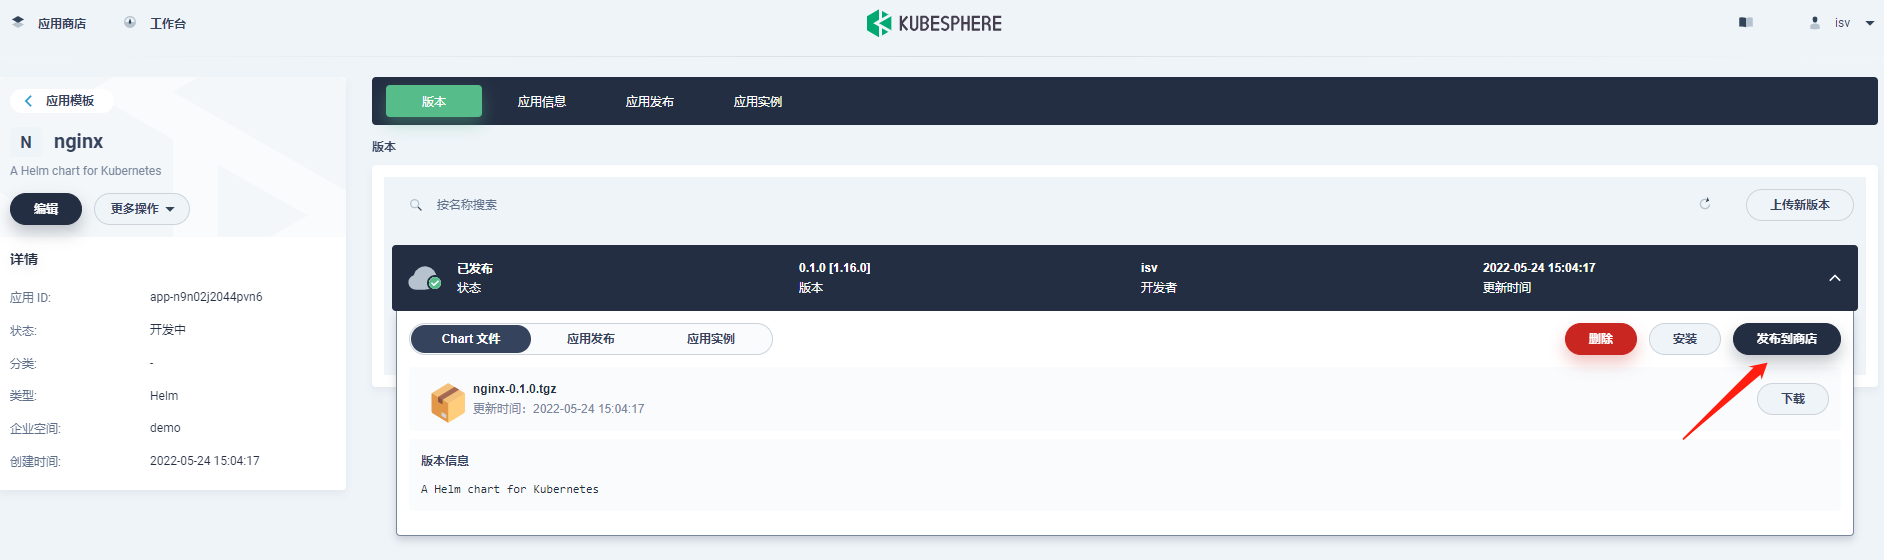 应用商店 工作台 KUBESPHERE isv
应用模板
N nginx
A Helm chart for Kubernetes
编辑 更多操作
详情
应用 ID: app-n9n02j2044pvn6
状态: 开发中
分类: -
类型: Helm
企业空间: demo
创建时间: 2022-05-24 15:04:17
版本 应用信息 应用发布 应用实例
版本
按名称搜索 上传新版本
已发布 0.1.0 [1.16.0] isv 2022-05-24 15:04:17
状态 版本 开发者 更新时间
Chart 文件 应用发布 应用实例 删除 安装 发布到商店
nginx-0.1.0.tgz
更新时间：2022-05-24 15:04:17 下载
版本信息
A Helm chart for Kubernetes